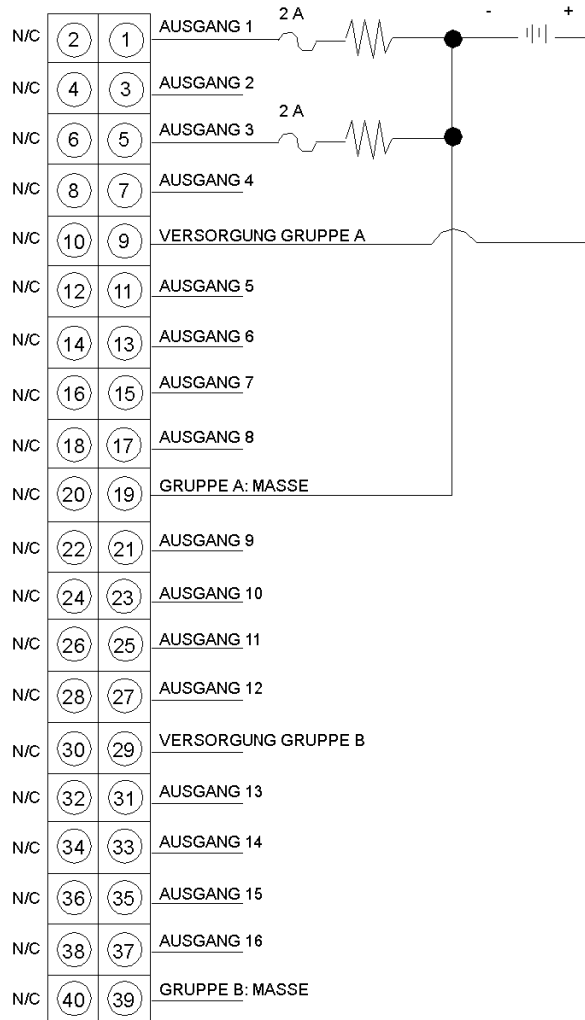 2 A - +
N/C 2 1 AUSGANG 1
N/C 4 3 AUSGANG 2
2 A
N/C 6 5 AUSGANG 3
N/C 8 7 AUSGANG 4
N/C 10 9 VERSORGUNG GRUPPE A
N/C 12 11 AUSGANG 5
N/C 14 13 AUSGANG 6
N/C 16 15 AUSGANG 7
N/C 18 17 AUSGANG 8
N/C 20 19 GRUPPE A: MASSE
N/C 22 21 AUSGANG 9
N/C 24 23 AUSGANG 10
N/C 26 25 AUSGANG 11
N/C 28 27 AUSGANG 12
N/C 30 29 VERSORGUNG GRUPPE B
N/C 32 31 AUSGANG 13
N/C 34 33 AUSGANG 14
N/C 36 35 AUSGANG 15
N/C 38 37 AUSGANG 16
N/C 40 39 GRUPPE B: MASSE